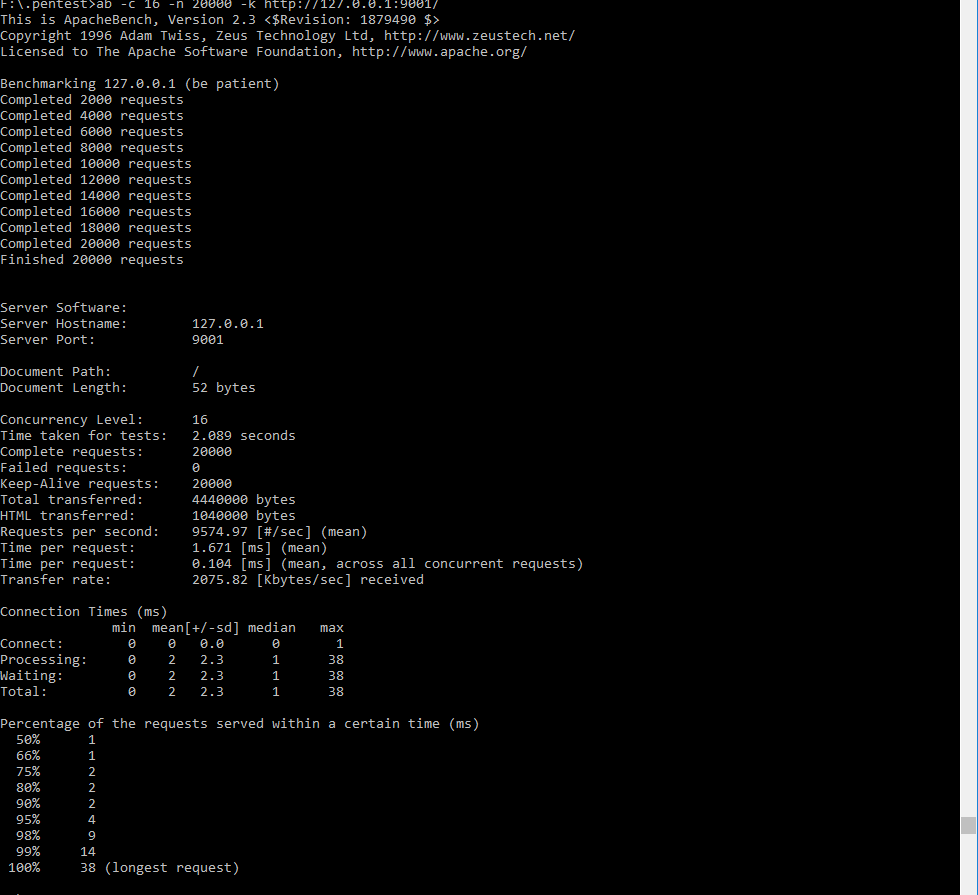 F:\.pentest>ab -c 16 -n 20000 -k http://127.0.0.1:9001/
This is ApacheBench, Version 2.3 <$Revision: 1879490 $>
Copyright 1996 Adam Twiss, Zeus Technology Ltd, http://www.zeustech.net/
Licensed to The Apache Software Foundation, http://www.apache.org/

Benchmarking 127.0.0.1 (be patient)
Completed 2000 requests
Completed 4000 requests
Completed 6000 requests
Completed 8000 requests
Completed 10000 requests
Completed 12000 requests
Completed 14000 requests
Completed 16000 requests
Completed 18000 requests
Completed 20000 requests
Finished 20000 requests


Server Software:
Server Hostname:        127.0.0.1
Server Port:            9001

Document Path:          /
Document Length:        52 bytes

Concurrency Level:      16
Time taken for tests:   2.089 seconds
Complete requests:      20000
Failed requests:        0
Keep-Alive requests:    20000
Total transferred:      4440000 bytes
HTML transferred:       1040000 bytes
Requests per second:    9574.97 [#/sec] (mean)
Time per request:       1.671 [ms] (mean)
Time per request:       0.104 [ms] (mean, across all concurrent requests)
Transfer rate:          2075.82 [Kbytes/sec] received

Connection Times (ms)
              min  mean[+/-sd] median   max
Connect:        0    0   0.0      0       1
Processing:     0    2   2.3      1      38
Waiting:        0    2   2.3      1      38
Total:          0    2   2.3      1      38

Percentage of the requests served within a certain time (ms)
  50%      1
  66%      1
  75%      2
  80%      2
  90%      2
  95%      4
  98%      9
  99%     14
 100%     38 (longest request)